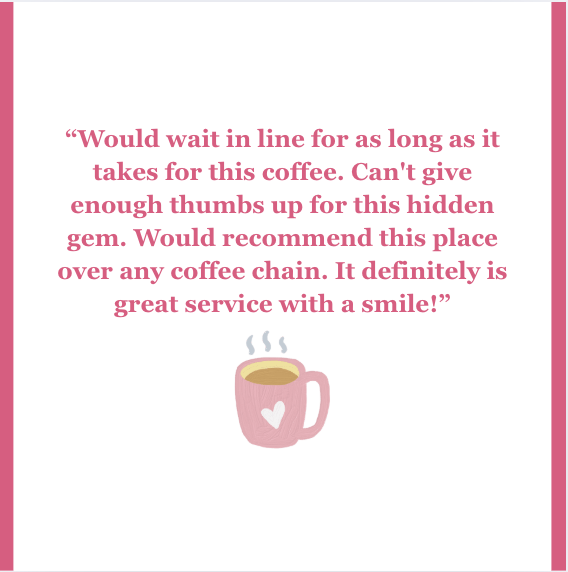 “Would wait in line for as long as it
takes for this coffee. Can't give
enough thumbs up for this hidden
gem. Would recommend this place
over any coffee chain. It definitely is
great service with a smile!”